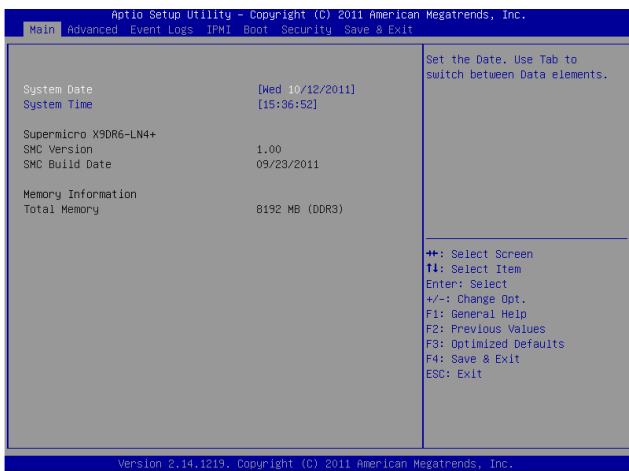 Aptio Setup Utility – Copyright (C) 2011 American Megatrends, Inc.
Main Advanced Event Logs IPMI Boot Security Save & Exit
Set the Date. Use Tab to
switch between Data elements.
System Date [Wed 10/12/2011]
System Time [15:36:52]
Supermicro X9DR6-LN4+
SMC Version 1.00
SMC Build Date 09/23/2011
Memory Information
Total Memory 8192 MB (DDR3)
→←: Select Screen
↑↓: Select Item
Enter: Select
+/-: Change Opt.
F1: General Help
F2: Previous Values
F3: Optimized Defaults
F4: Save & Exit
ESC: Exit
Version 2.14.1219. Copyright (C) 2011 American Megatrends, Inc.